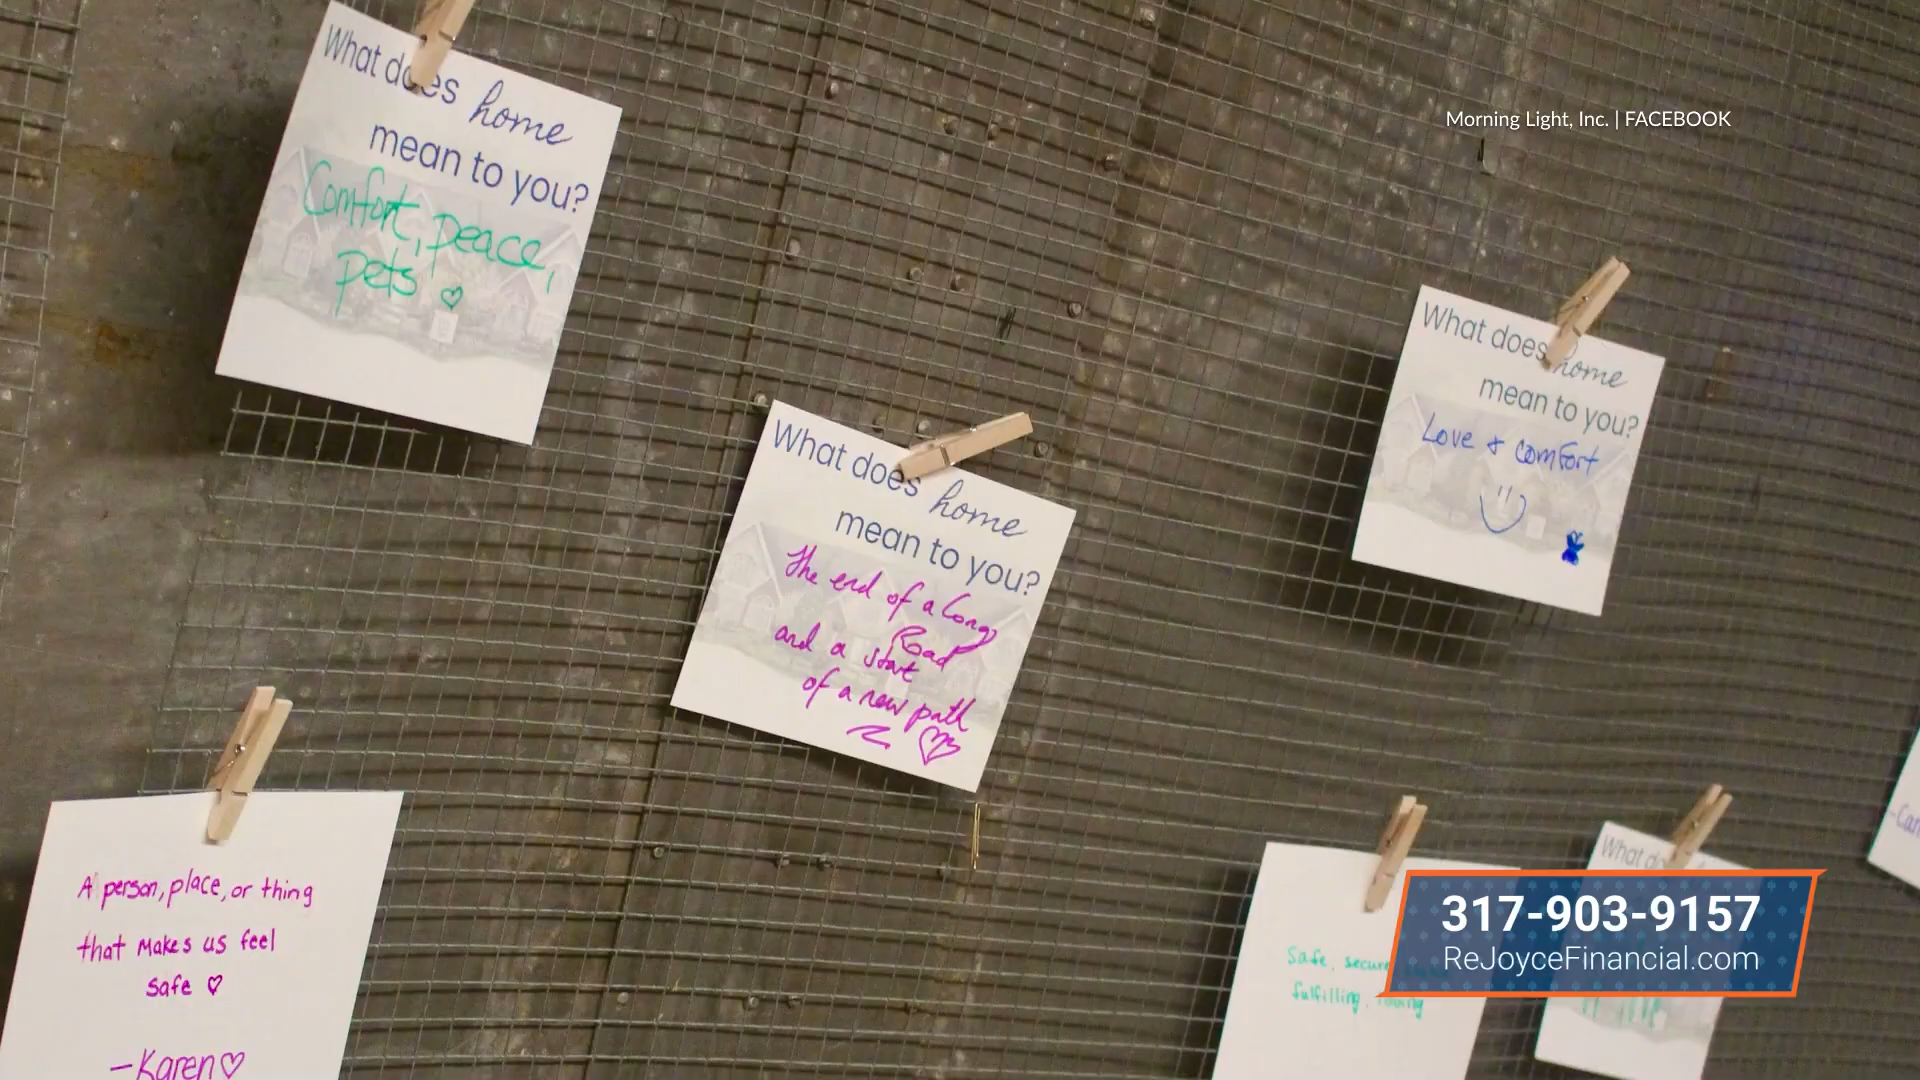 What does home
mean to you?
Comfort, peace,
pets
Morning Light, Inc. | FACEBOOK
What does home
mean to you?
Love & comfort
What does home
mean to you?
the end of a long
Road
and a start
of a new path
A person, place, or thing
that makes us feel
safe
-Karen
Safe, secure
fulfilling,
What
317-903-9157
ReJoyceFinancial.com